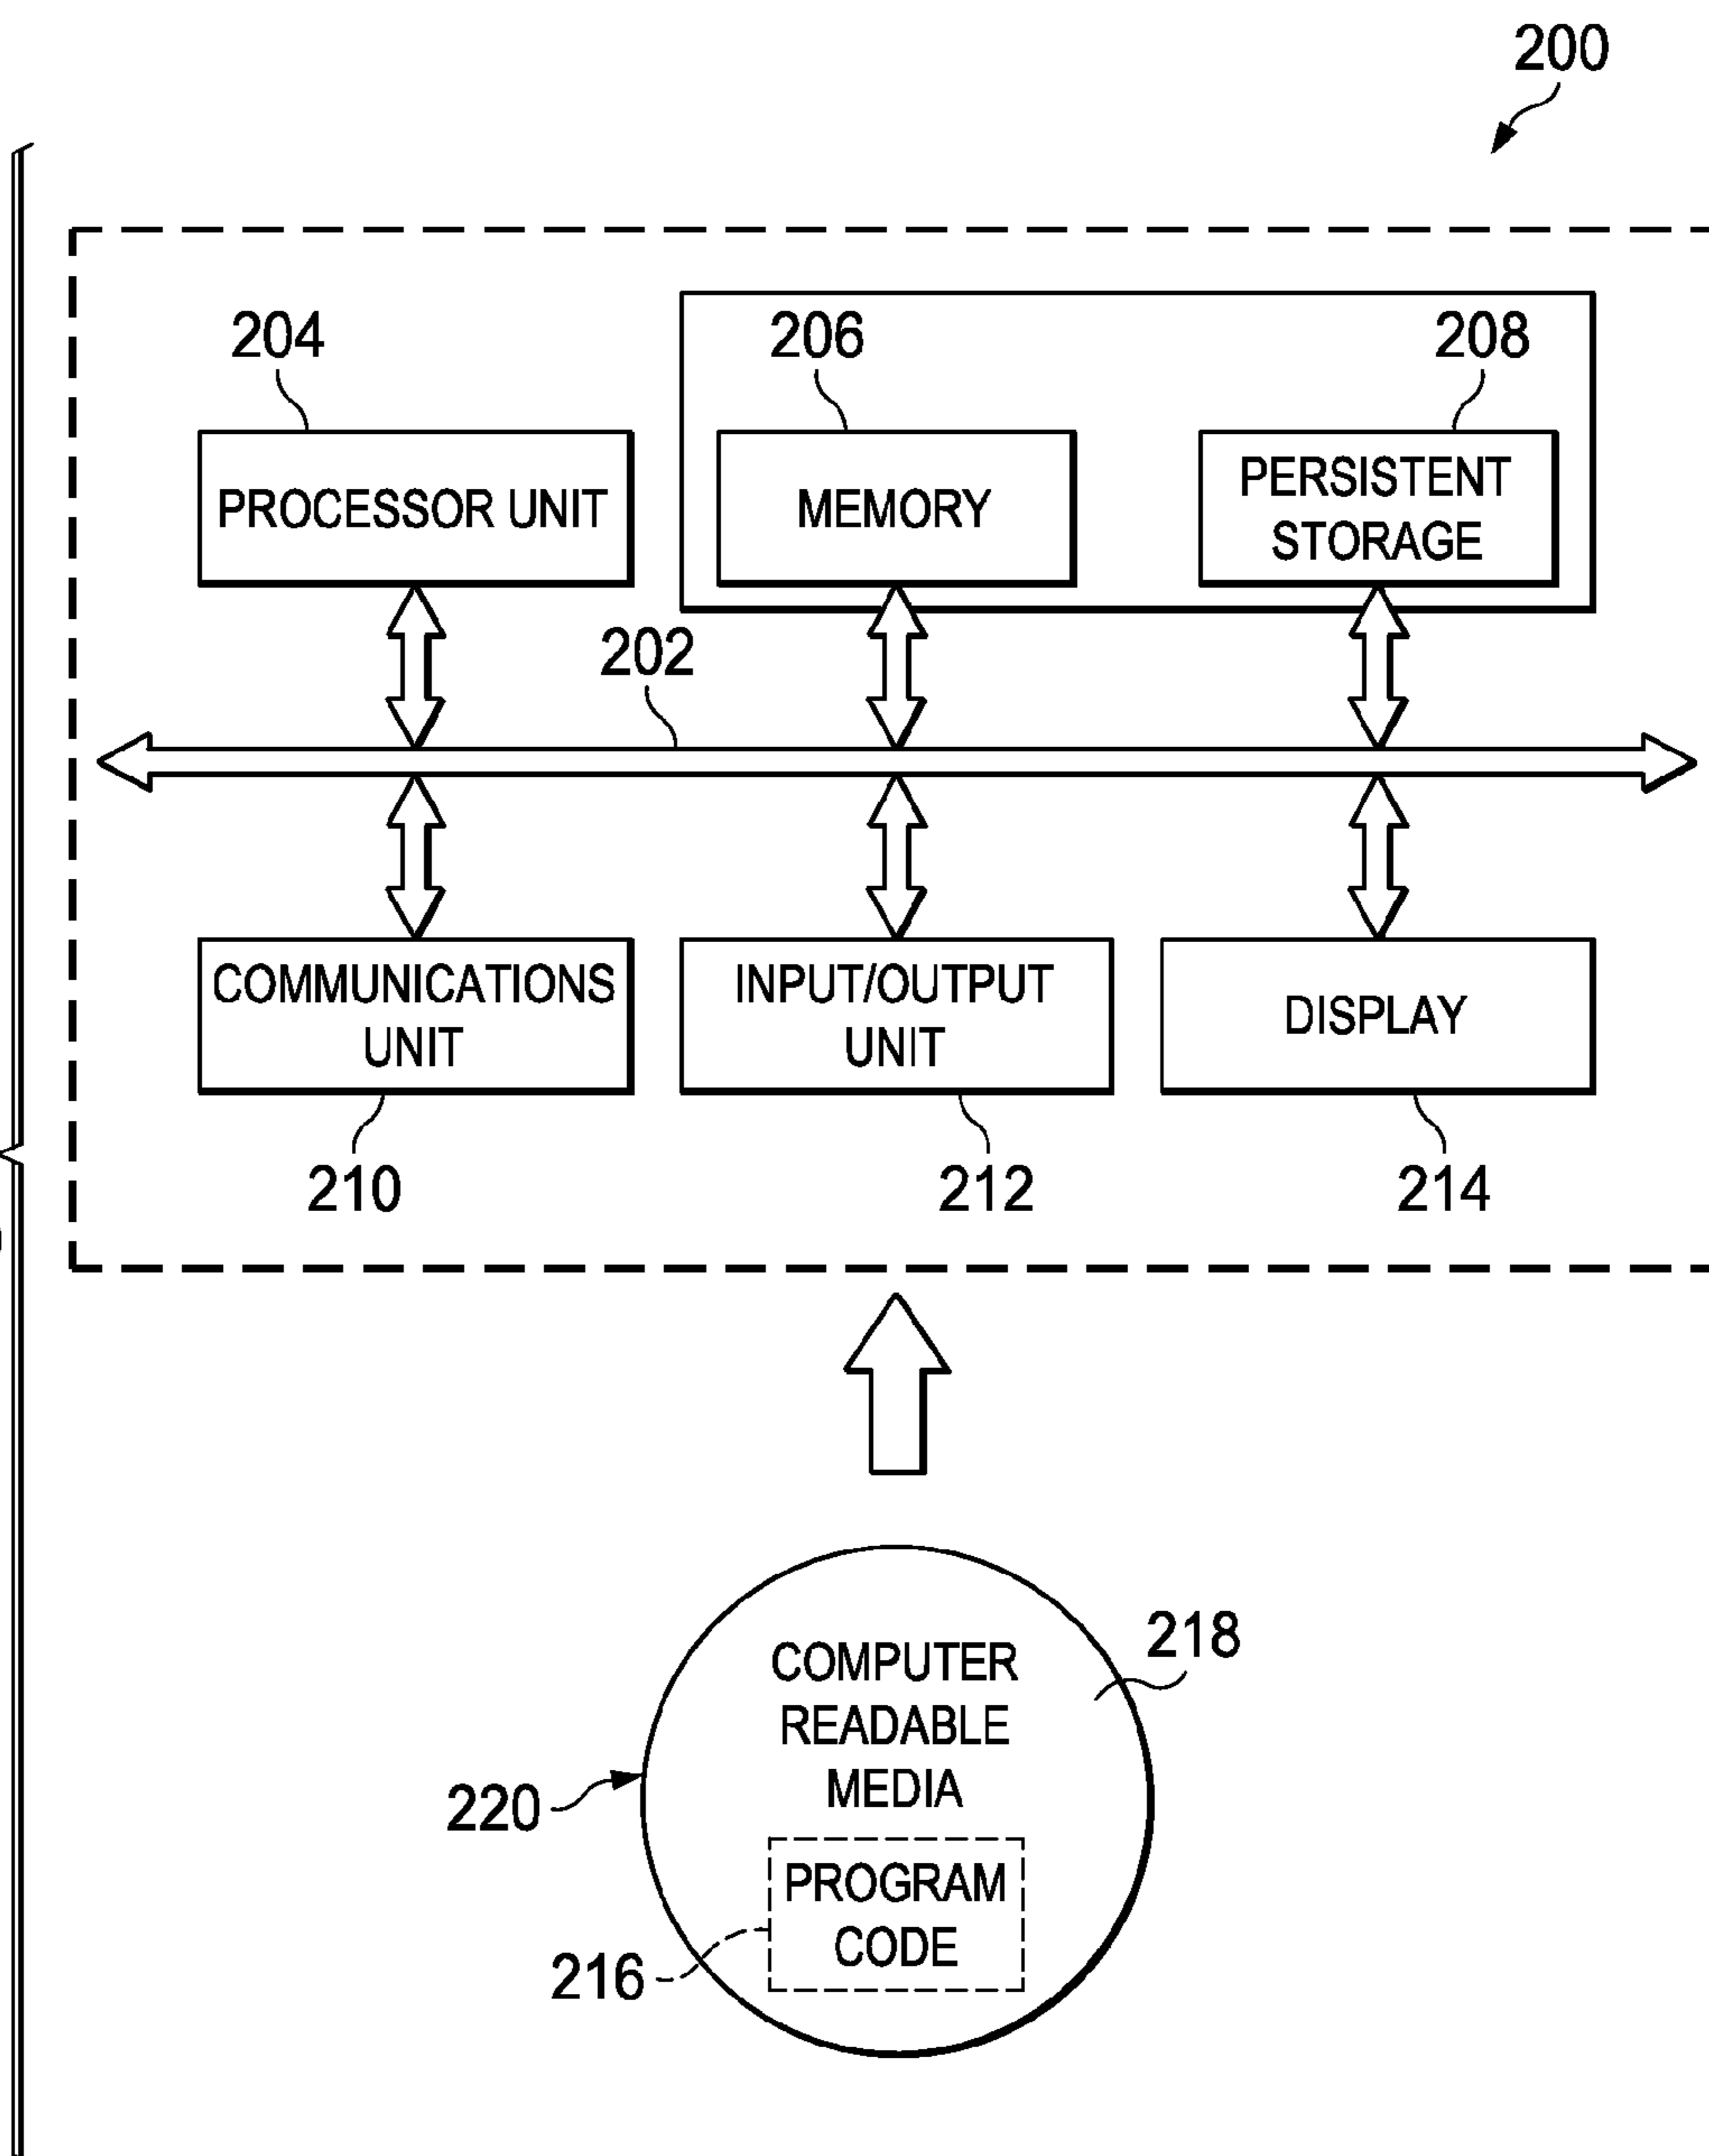 200
204
206
208
PROCESSOR UNIT
MEMORY
PERSISTENT
STORAGE
202
COMMUNICATIONS
UNIT
INPUT/OUTPUT
UNIT
DISPLAY
210
212
214
COMPUTER
READABLE
MEDIA
218
220
PROGRAM
CODE
216